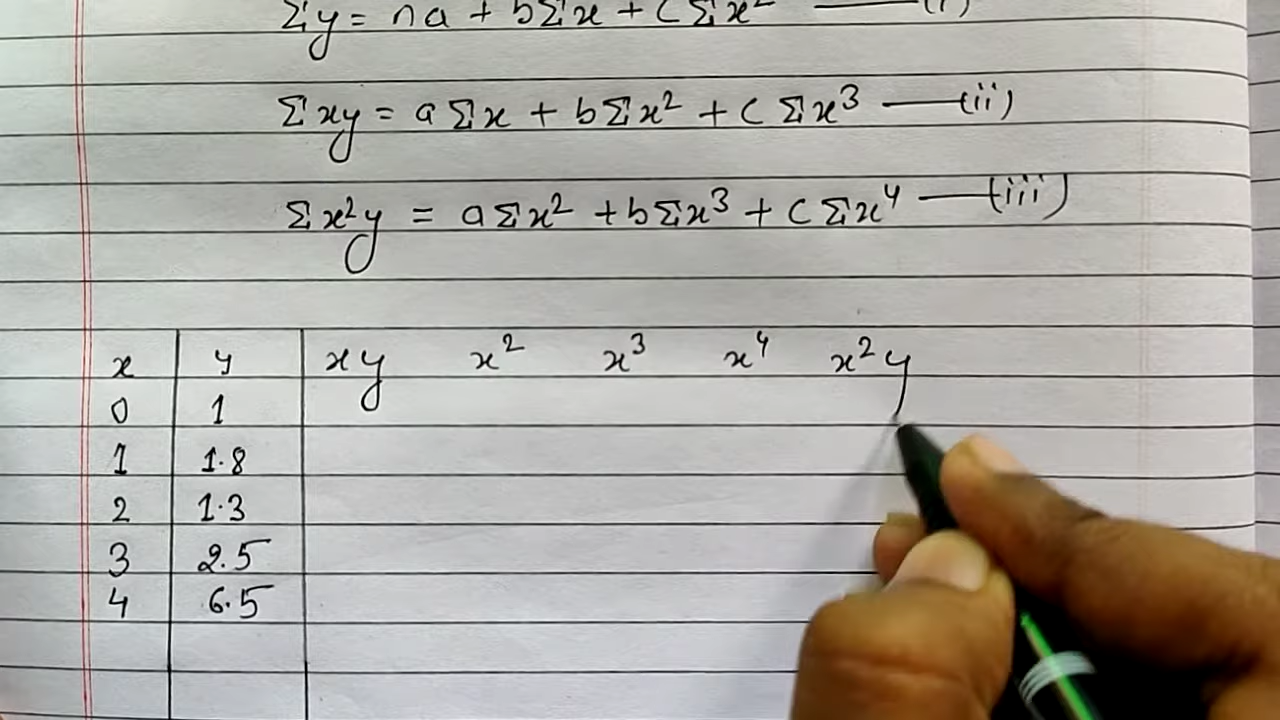 Σy = na + bΣx + cΣx² —— (i)
Σxy = aΣx + bΣx² + cΣx³ —— (ii)
Σx²y = aΣx² + bΣx³ + cΣx⁴ —— (iii)
x y xy x² x³ x⁴ x²y
0 1
1 1.8
2 1.3
3 2.5
4 6.5